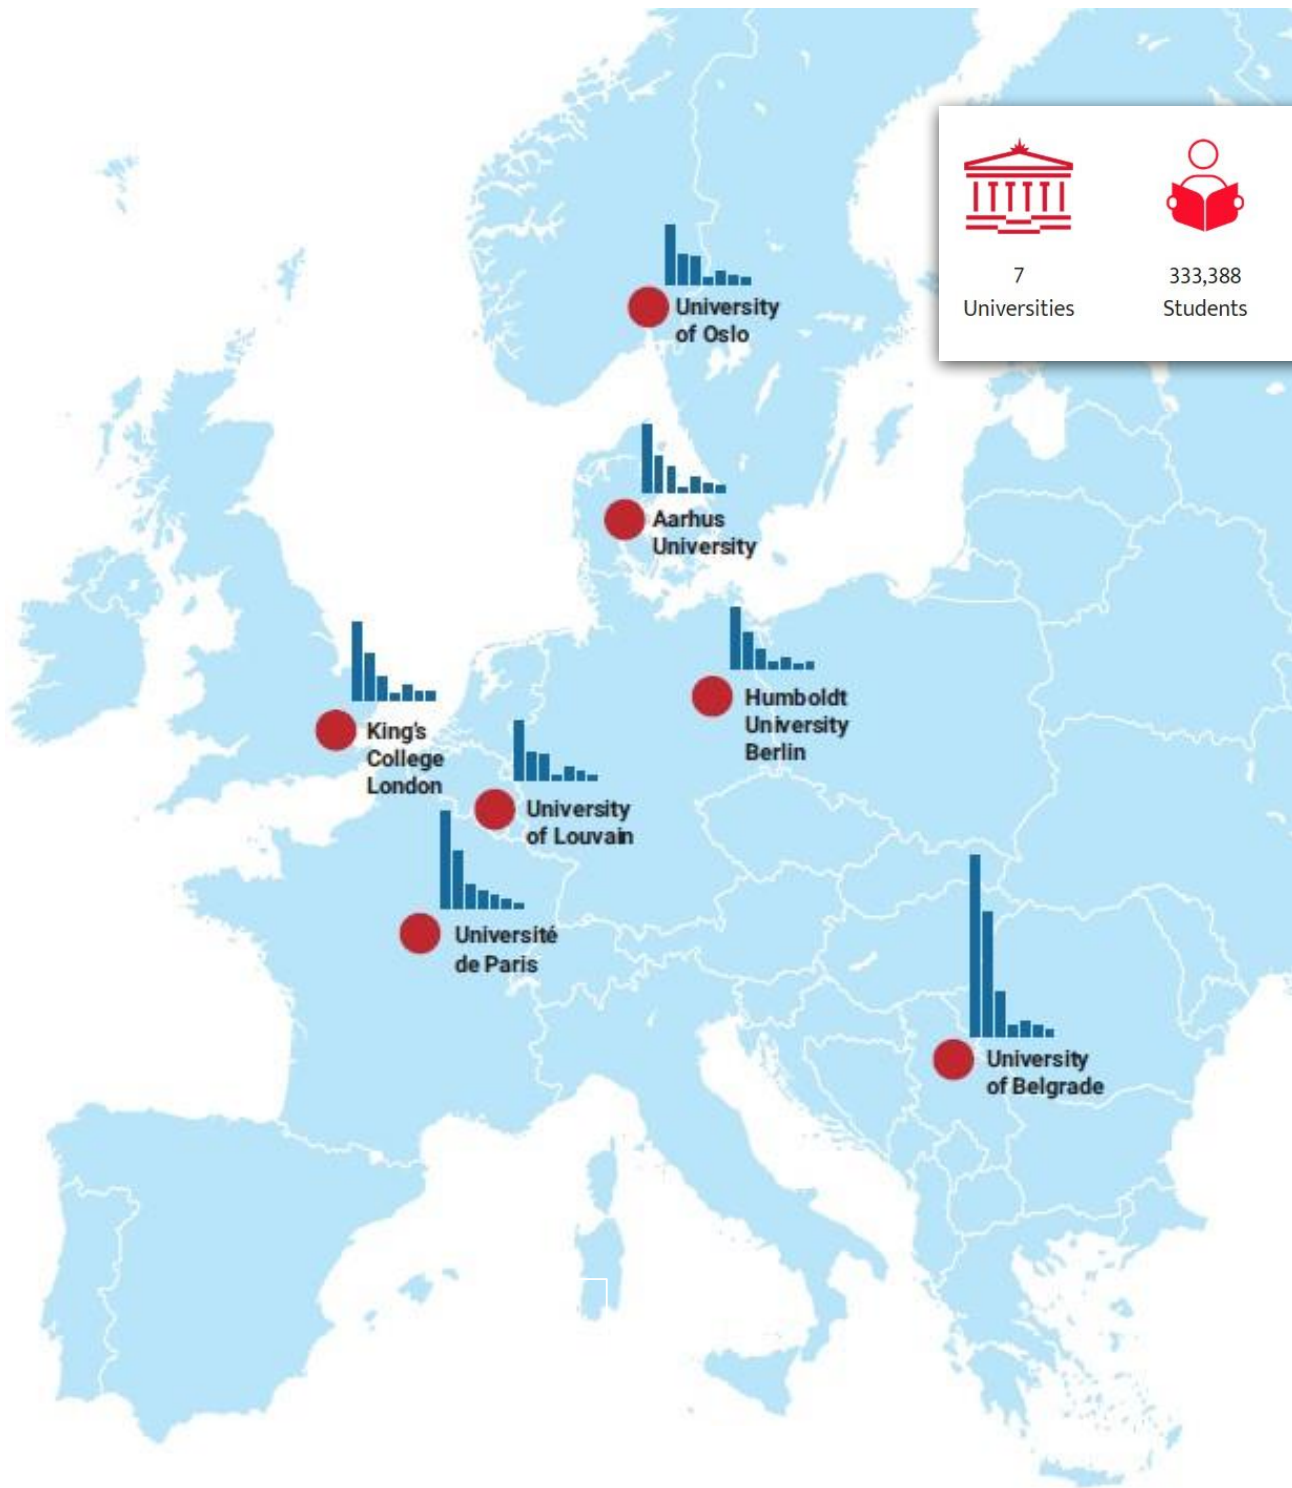 7
Universities
333,388
Students
University
of Oslo
Aarhus
University
Humboldt
University
Berlin
King's
College
London
University
of Louvain
Université
de Paris
University
of Belgrade